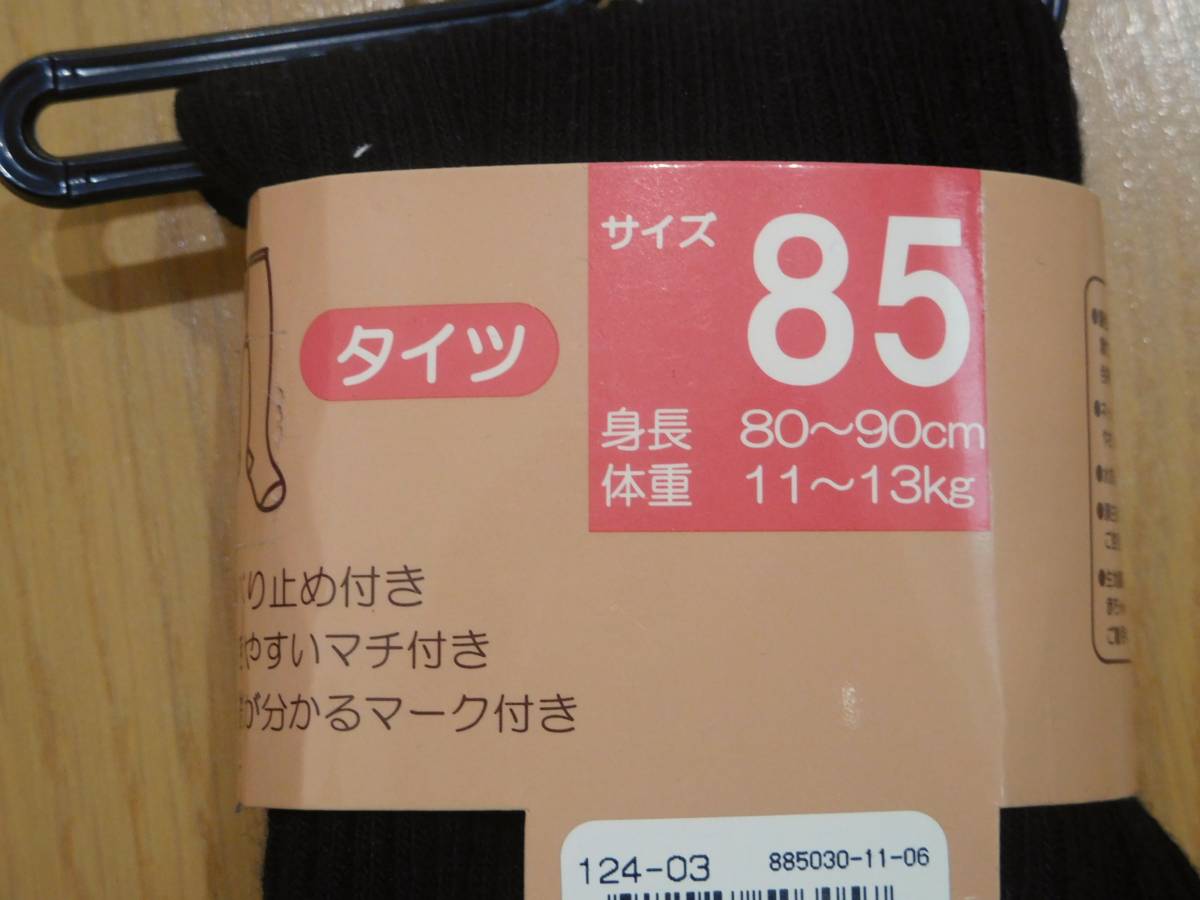 サイズ 85
タイツ
身長 80～90cm
体重 11～13kg
り止め付き
やすいマチ付き
が分かるマーク付き
124-03 885030-11-06